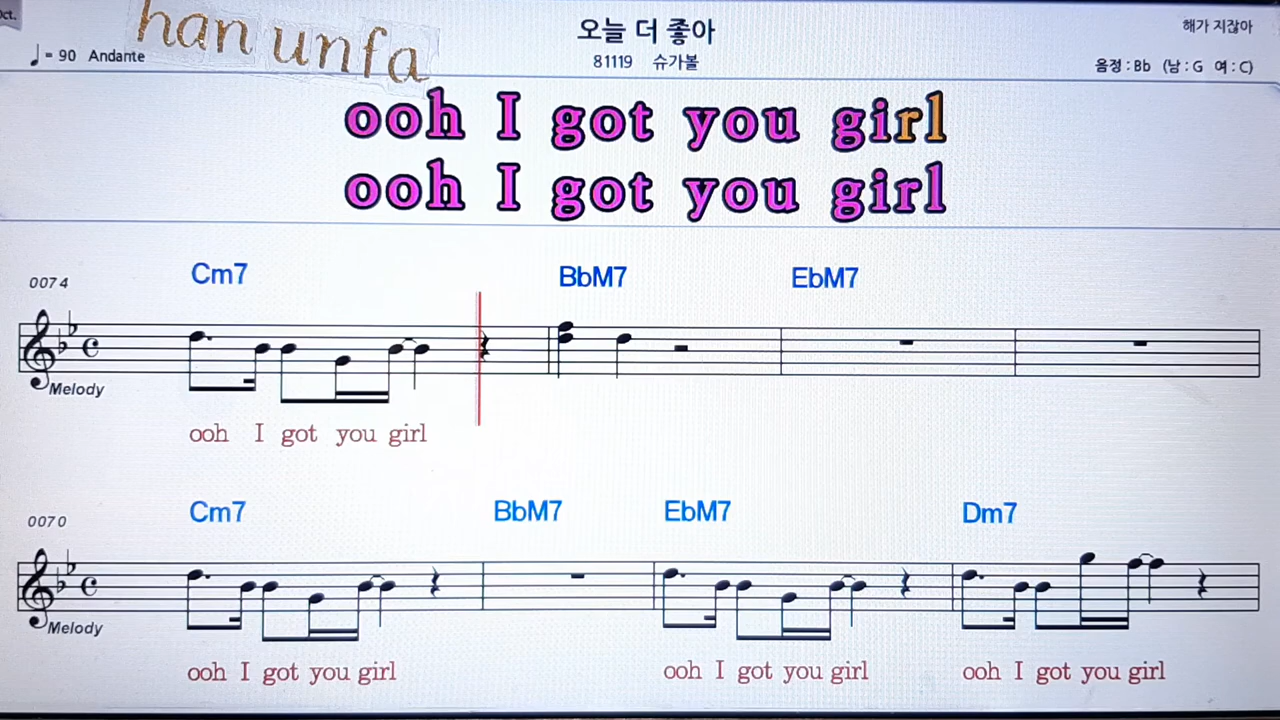 Oct.
han unfa
오늘 더 좋아
해가 지잖아
♩= 90 Andante
81119 슈가볼
음정 : Bb (남 : G 여 : C)
ooh I got you girl
ooh I got you girl
0074
Cm7 BbM7 EbM7
Melody
ooh I got you girl
0070
Cm7 BbM7 EbM7 Dm7
Melody
ooh I got you girl ooh I got you girl ooh I got you girl